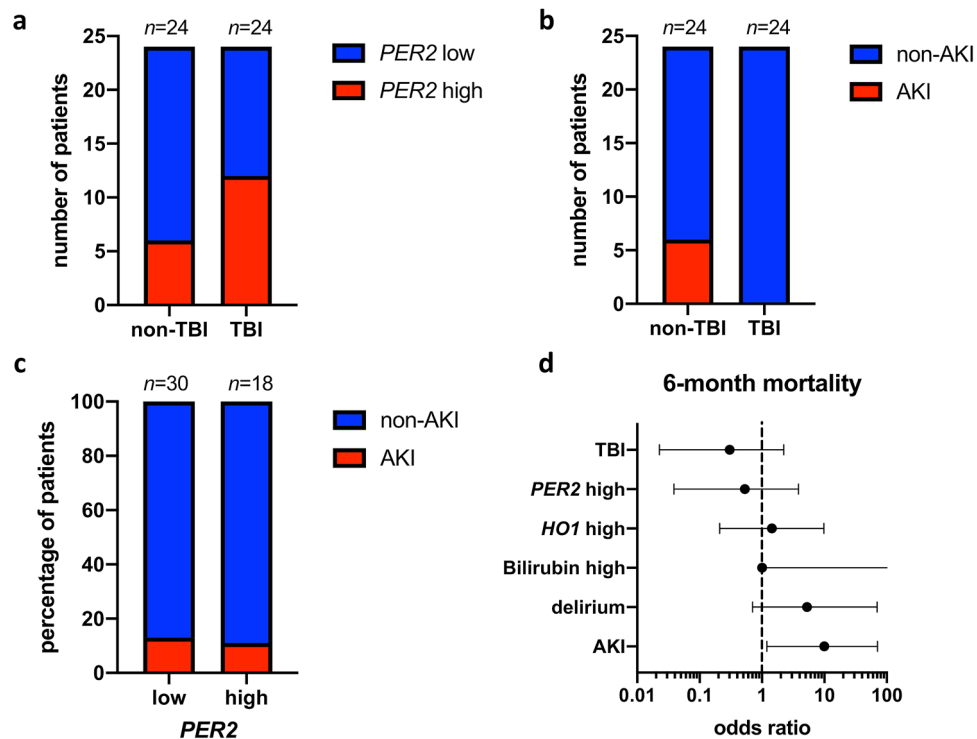 a
n=24 n=24
25
20
15
10
5
0
number of patients
non-TBI TBI
PER2 low
PER2 high
b
n=24 n=24
25
20
15
10
5
0
number of patients
non-TBI TBI
non-AKI
AKI
c
n=30 n=18
100
80
60
40
20
0
percentage of patients
low high
PER2
non-AKI
AKI
d
6-month mortality
TBI
PER2 high
HO1 high
Bilirubin high
delirium
AKI
0.01 0.1 1 10 100
odds ratio